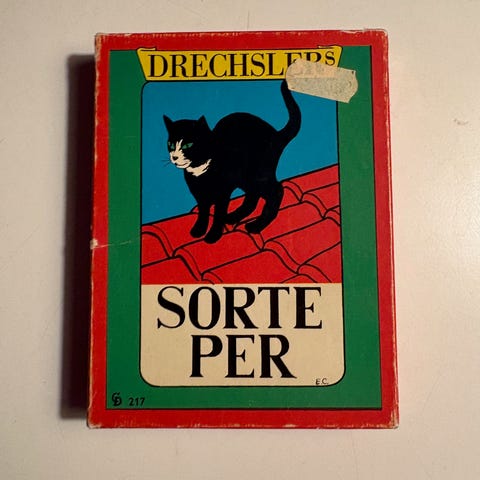 DRECHSLERS
SORTE
PER
E.C.
217